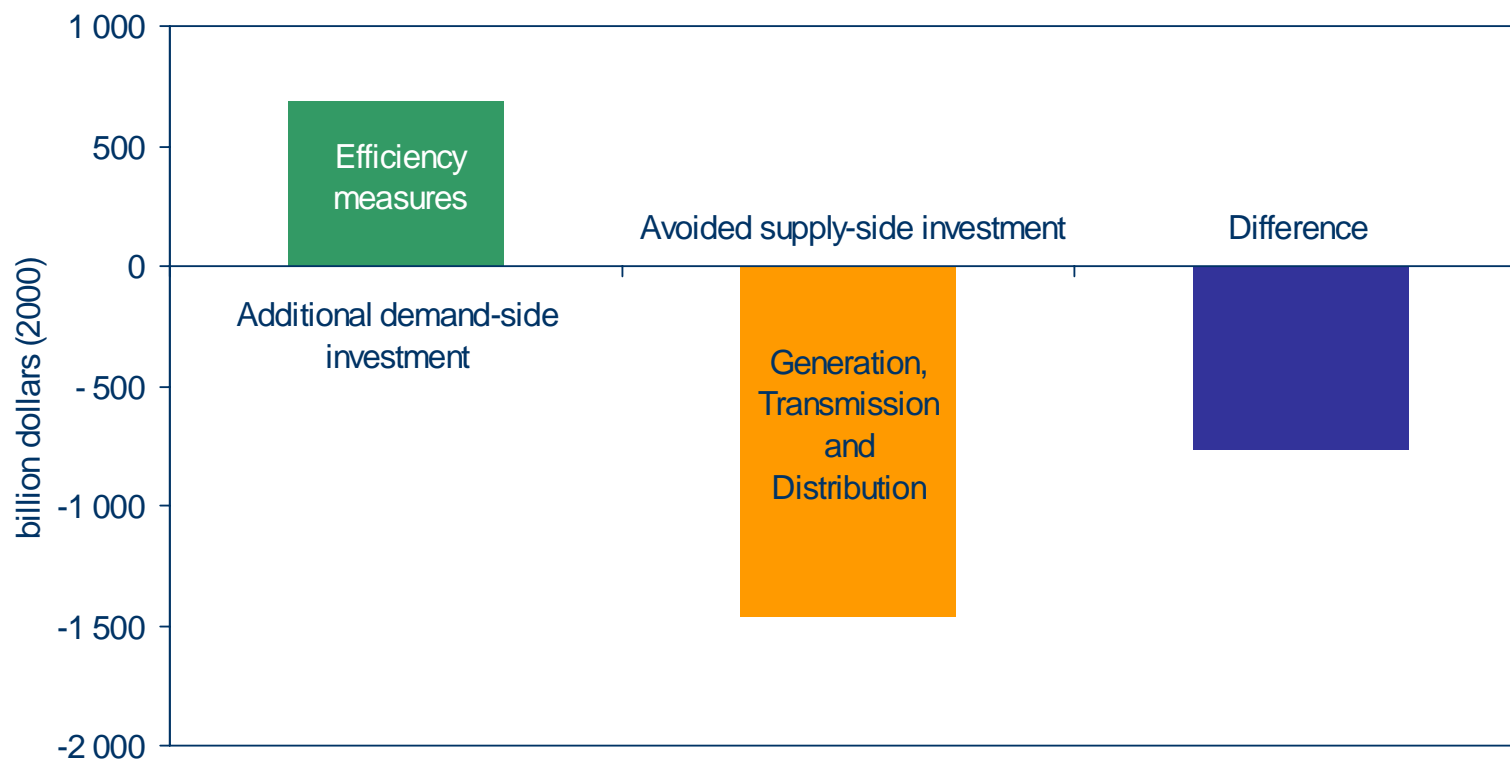 1 000
500
0
-500
-1 000
-1 500
-2 000
billion dollars (2000)
Efficiency
measures
Additional demand-side
investment
Avoided supply-side investment
Generation,
Transmission
and
Distribution
Difference